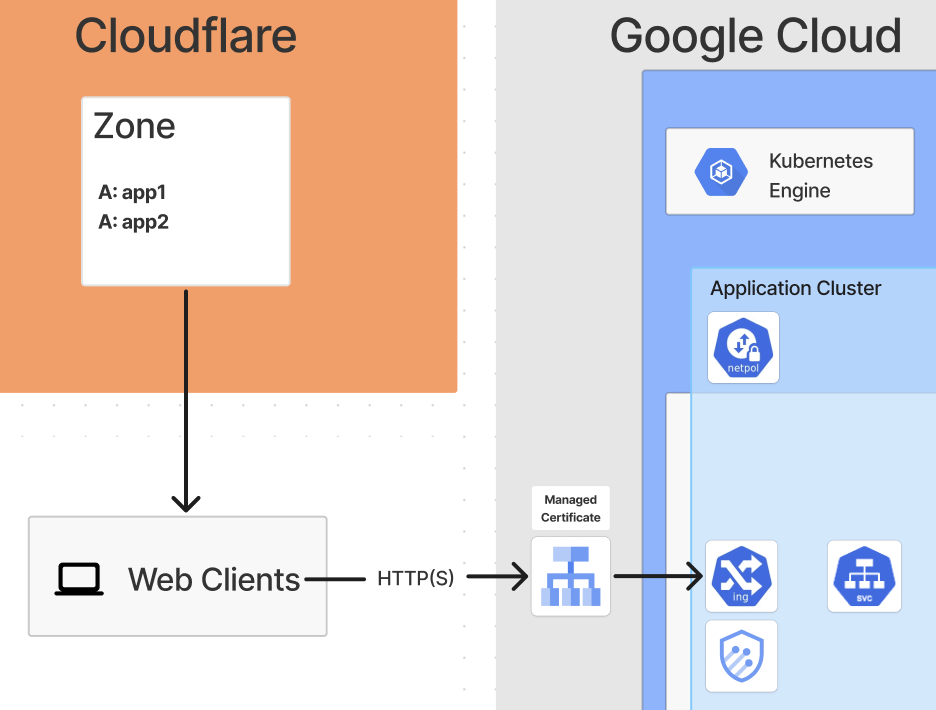 Cloudflare
Google Cloud
Zone
A: app1
A: app2
Kubernetes
Engine
Application Cluster
netpol
Managed
Certificate
Web Clients
HTTP(S)
ing
svc